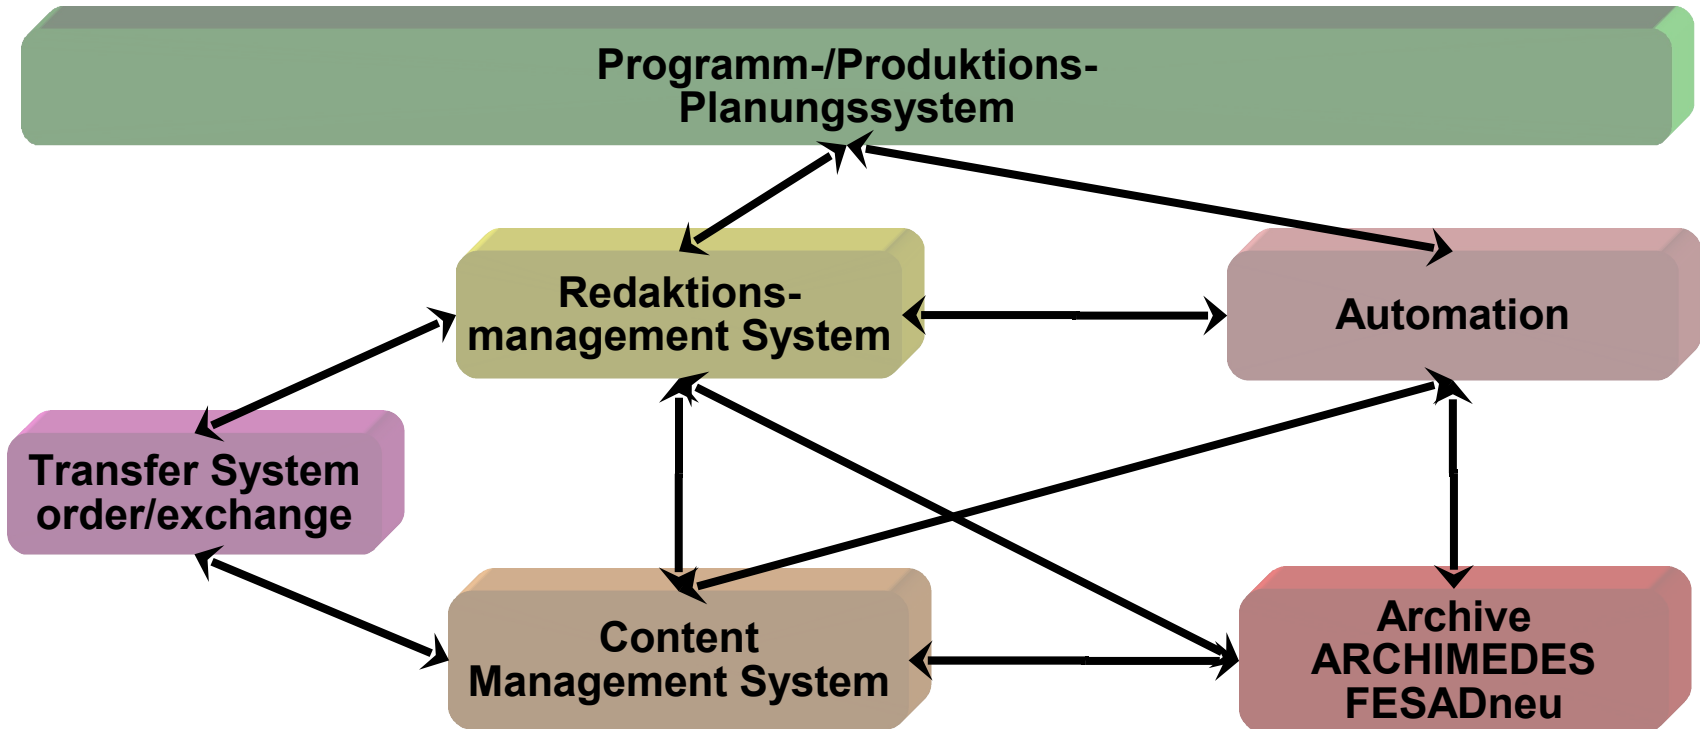 Programm-/Produktions-
Planungssystem
Redaktions-
management System
Automation
Transfer System
order/exchange
Content
Management System
Archive
ARCHIMEDES
FESADneu